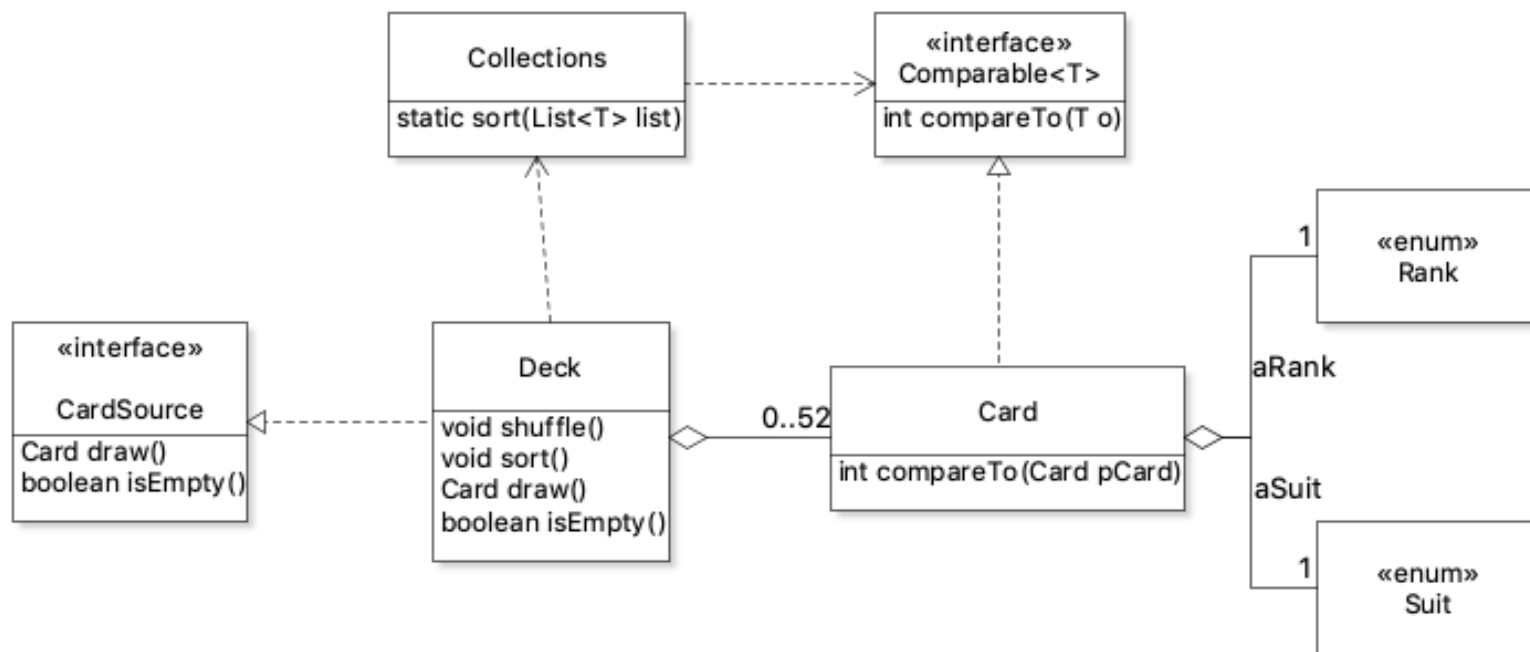 Collections
static sort(List<T> list)
«interface»
Comparable<T>
int compareTo(T o)
«interface»
CardSource
Card draw()
boolean isEmpty()
Deck
void shuffle()
void sort()
Card draw()
boolean isEmpty()
0..52
Card
int compareTo(Card pCard)
1
«enum»
Rank
aRank
aSuit
1
«enum»
Suit